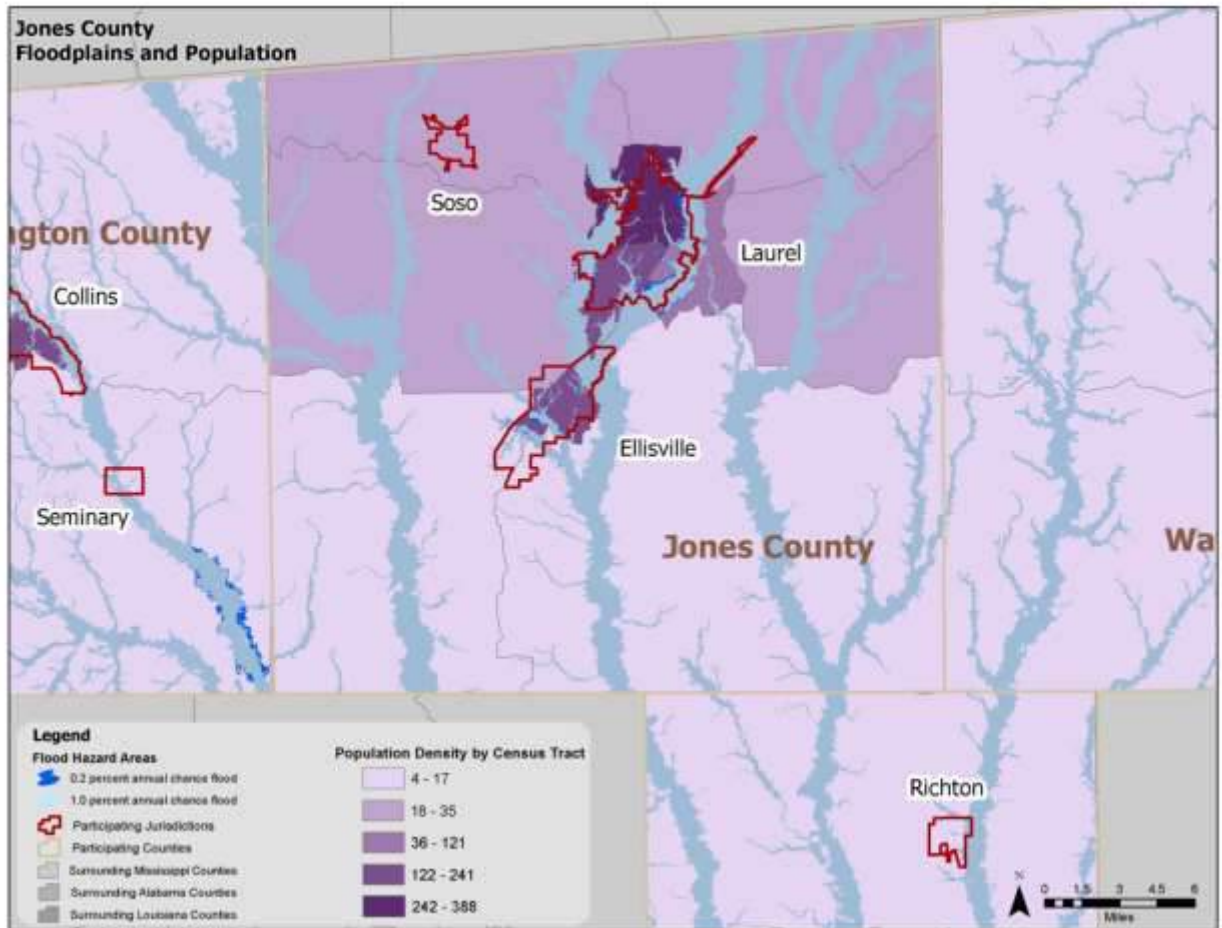 Jones County
Floodplains and Population
Soso
ngton County
Laurel
Collins
Ellisville
Seminary
Jones County
Wa
Richton
Legend
Flood Hazard Areas
0.2 percent annual chance flood
1.0 percent annual chance flood
Participating Jurisdictions
Participating Counties
Surrounding Mississippi Counties
Surrounding Alabama Counties
Surrounding Louisiana Counties
Population Density by Census Tract
4 - 17
18 - 35
36 - 121
122 - 241
242 - 388
N
0 1.5 3 4.5 6
Miles